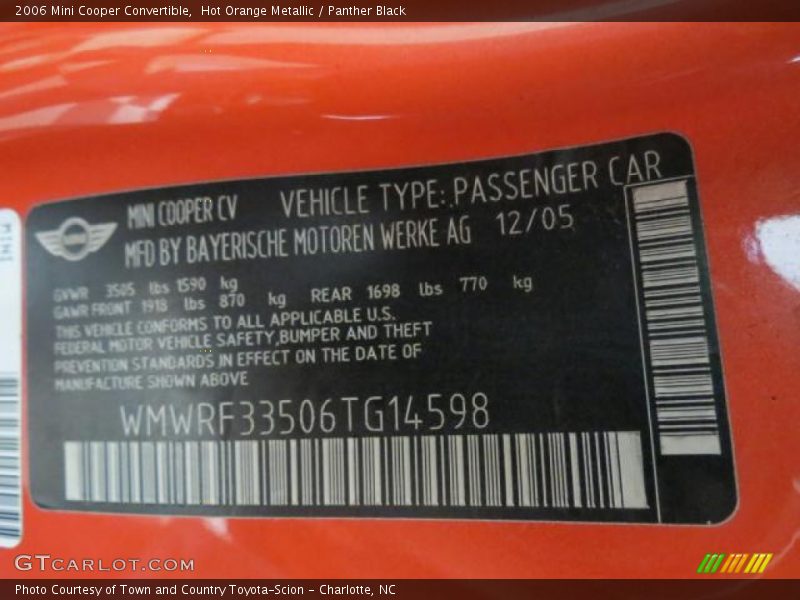 2006 Mini Cooper Convertible, Hot Orange Metallic / Panther Black
MINI COOPER CV VEHICLE TYPE: PASSENGER CAR
MFD BY BAYERISCHE MOTOREN WERKE AG 12/05
GVWR 3505 lbs 1590 kg
GAWR FRONT 1918 lbs 870 kg REAR 1698 lbs 770 kg
THIS VEHICLE CONFORMS TO ALL APPLICABLE U.S.
FEDERAL MOTOR VEHICLE SAFETY, BUMPER AND THEFT
PREVENTION STANDARDS IN EFFECT ON THE DATE OF
MANUFACTURE SHOWN ABOVE
WMWRF33506TG14598
GTCARLOT.COM
Photo Courtesy of Town and Country Toyota-Scion - Charlotte, NC